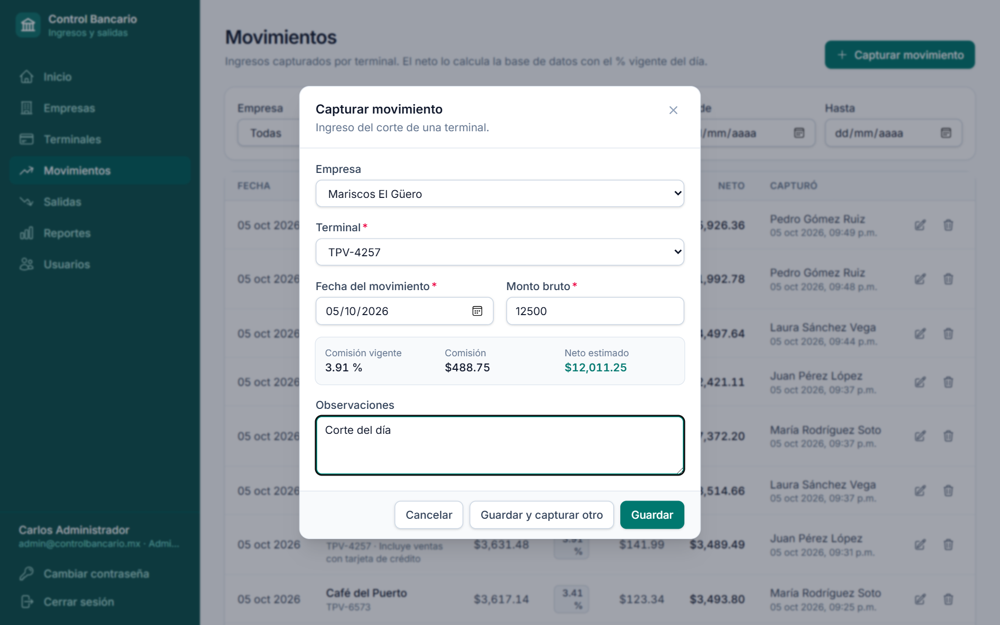 Control Bancario
Ingresos y salidas
Inicio
Empresas
Terminales
Movimientos
Salidas
Reportes
Usuarios
Carlos Administrador
admin@controlbancario.mx · Admi...
Cambiar contraseña
Cerrar sesión
Movimientos
Ingresos capturados por terminal. El neto lo calcula la base de datos con el % vigente del día.
+ Capturar movimiento
Empresa
Todas
de
/mm/aaaa
Hasta
dd/mm/aaaa
FECHA NETO CAPTURÓ
05 oct 2026 5,926.36 Pedro Gómez Ruiz
05 oct 2026, 09:49 p.m.
05 oct 2026 ,992.78 Pedro Gómez Ruiz
05 oct 2026, 09:48 p.m.
05 oct 2026 ,497.64 Laura Sánchez Vega
05 oct 2026, 09:44 p.m.
05 oct 2026 2,421.11 Juan Pérez López
05 oct 2026, 09:37 p.m.
05 oct 2026 7,372.20 María Rodríguez Soto
05 oct 2026, 09:37 p.m.
05 oct 2026 3,514.66 Laura Sánchez Vega
05 oct 2026, 09:37 p.m.
05 oct 2026 TPV-4257 · Incluye ventas con tarjeta de crédito $3,631.48 3.91 % $141.99 $3,489.49 Juan Pérez López
05 oct 2026, 09:31 p.m.
05 oct 2026 Café del Puerto $3,617.14 3.41 % $123.34 $3,493.80 María Rodríguez Soto
TPV-6573 05 oct 2026, 09:25 p.m.
Capturar movimiento
Ingreso del corte de una terminal.
Empresa
Mariscos El Güero
Terminal*
TPV-4257
Fecha del movimiento* Monto bruto*
05/10/2026 12500
Comisión vigente Comisión Neto estimado
3.91 % $488.75 $12,011.25
Observaciones
Corte del día
Cancelar Guardar y capturar otro Guardar